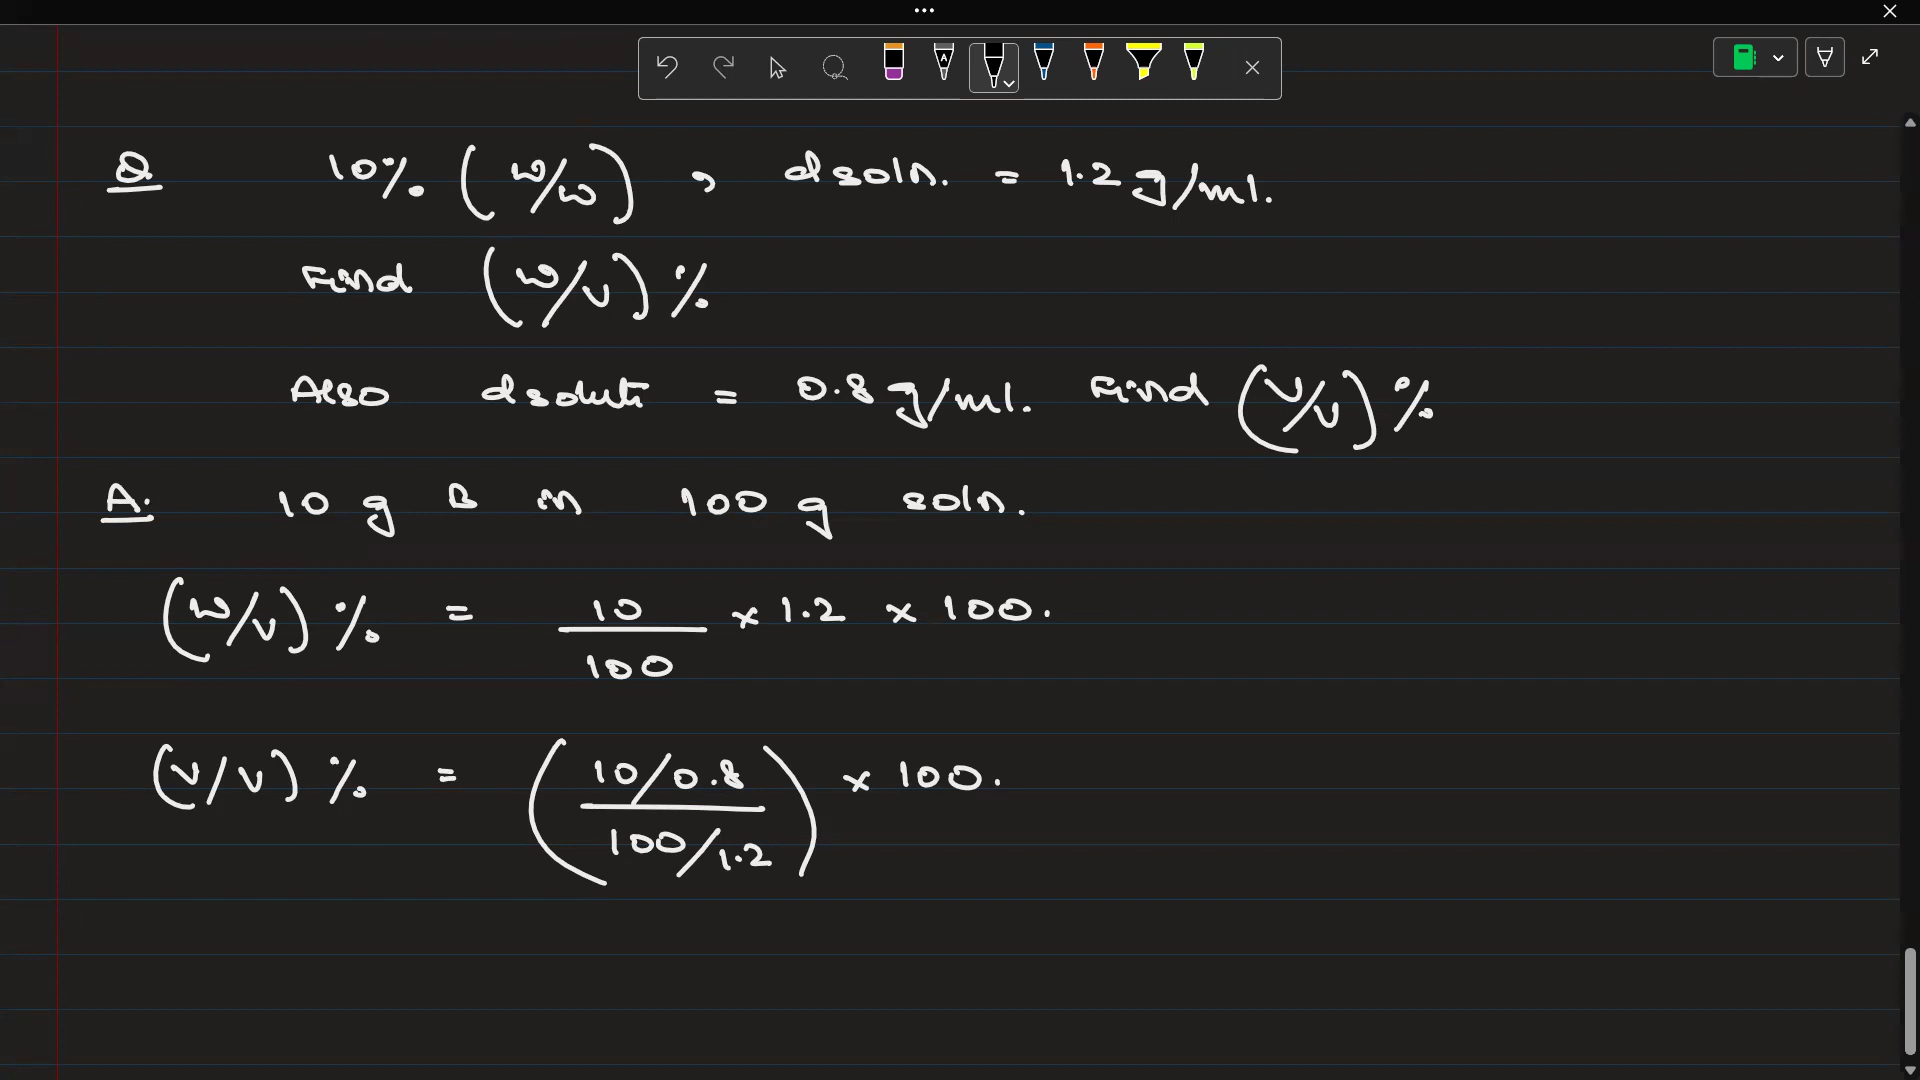 Q 10% (w/w) , d soln. = 1.2 g/ml.
Find (w/v) %
Also d solute = 0.8 g/ml. Find (v/v) %
A. 10 g B in 100 g soln.
(w/v) % = 10/100 x 1.2 x 100.
(v/v) % = ((10/0.8)/(100/1.2)) x 100.